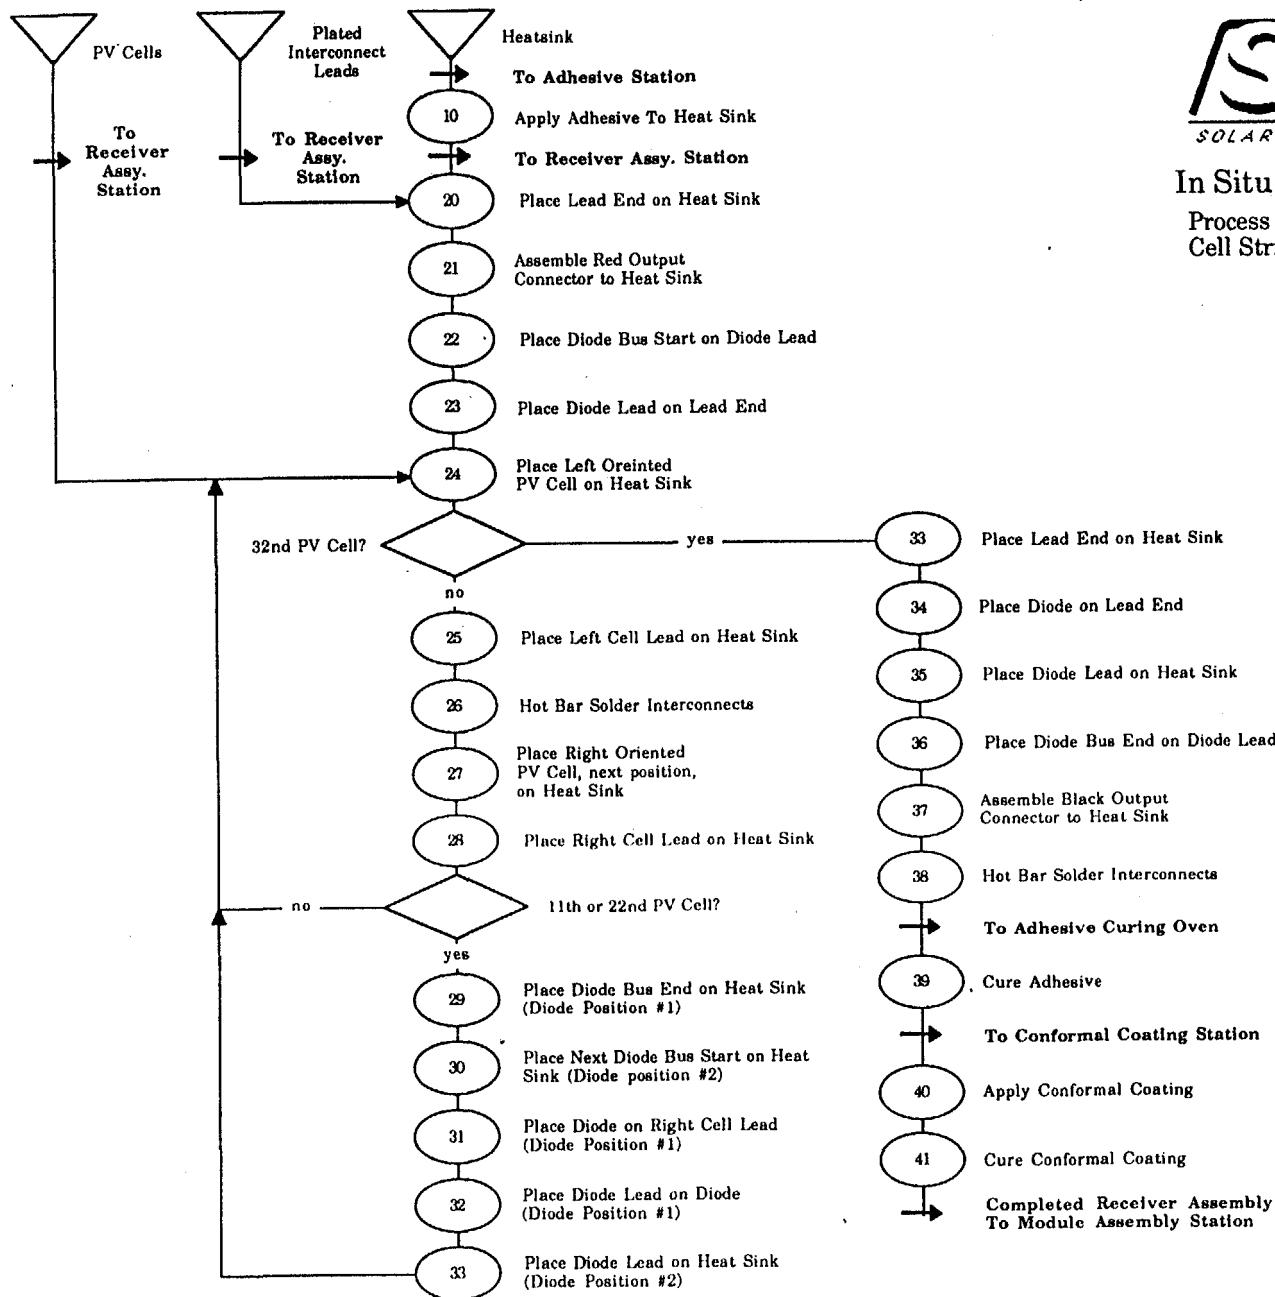 PV Cells
Plated
Interconnect
Leads
Heatsink
To Adhesive Station
10
Apply Adhesive To Heat Sink
To
Receiver
Assy.
Station
To Receiver
Assy.
Station
To Receiver Assy. Station
20
Place Lead End on Heat Sink
21
Assemble Red Output
Connector to Heat Sink
22
Place Diode Bus Start on Diode Lead
23
Place Diode Lead on Lead End
24
Place Left Oreinted
PV Cell on Heat Sink
32nd PV Cell?
yes
no
25
Place Left Cell Lead on Heat Sink
26
Hot Bar Solder Interconnects
27
Place Right Oriented
PV Cell, next position,
on Heat Sink
28
Place Right Cell Lead on Heat Sink
no
11th or 22nd PV Cell?
yes
29
Place Diode Bus End on Heat Sink
(Diode Position #1)
30
Place Next Diode Bus Start on Heat
Sink (Diode position #2)
31
Place Diode on Right Cell Lead
(Diode Position #1)
32
Place Diode Lead on Diode
(Diode Position #1)
33
Place Diode Lead on Heat Sink
(Diode Position #2)
33
Place Lead End on Heat Sink
34
Place Diode on Lead End
35
Place Diode Lead on Heat Sink
36
Place Diode Bus End on Diode Lead
37
Assemble Black Output
Connector to Heat Sink
38
Hot Bar Solder Interconnects
To Adhesive Curing Oven
39
Cure Adhesive
To Conformal Coating Station
40
Apply Conformal Coating
41
Cure Conformal Coating
Completed Receiver Assembly
To Module Assembly Station
SOLAR
In Situ
Process
Cell Str